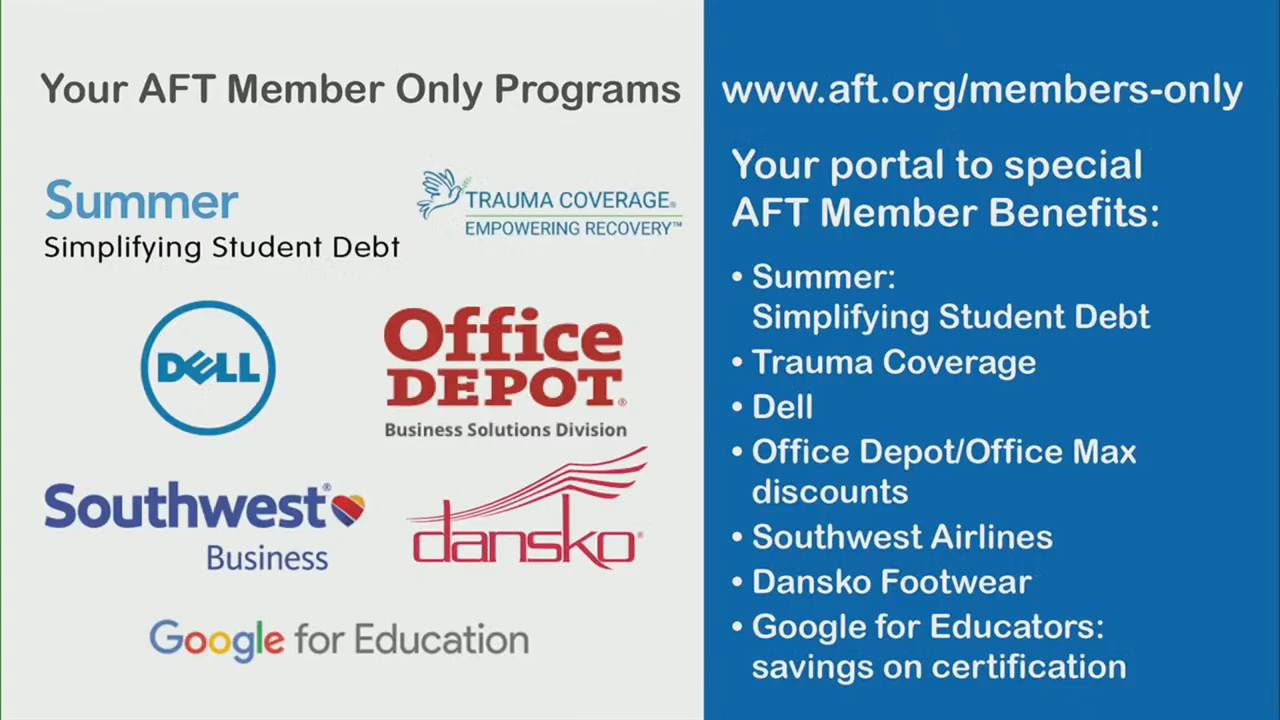 Your AFT Member Only Programs
Summer
Simplifying Student Debt
TRAUMA COVERAGE®
EMPOWERING RECOVERY™
DELL
Office
DEPOT®
Business Solutions Division
Southwest®
Business
dansko®
Google for Education
www.aft.org/members-only
Your portal to special
AFT Member Benefits:
• Summer:
Simplifying Student Debt
• Trauma Coverage
• Dell
• Office Depot/Office Max
discounts
• Southwest Airlines
• Dansko Footwear
• Google for Educators:
savings on certification